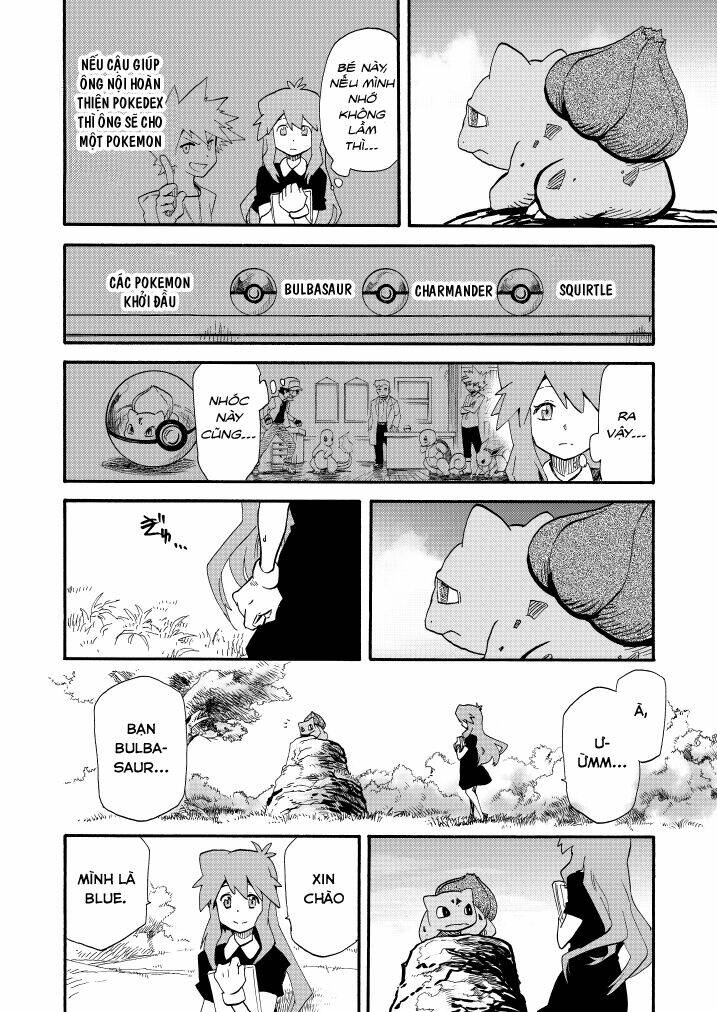 BÉ NÀY,
NẾU MÌNH
NHỚ
KHÔNG
LẦM
THÌ...
NẾU CẬU GIÚP
ÔNG NỘI HOÀN
THIỆN POKEDEX
THÌ ÔNG SẼ CHO
MỘT POKEMON
CÁC POKEMON
KHỞI ĐẦU
BULBASAUR
CHARMANDER
SQUIRTLE
RA
VẬY...
NHÓC
NÀY
CŨNG...
À,
Ư-
ỪMM...
BẠN
BULBA-
SAUR...
XIN
CHÀO
MÌNH LÀ
BLUE.